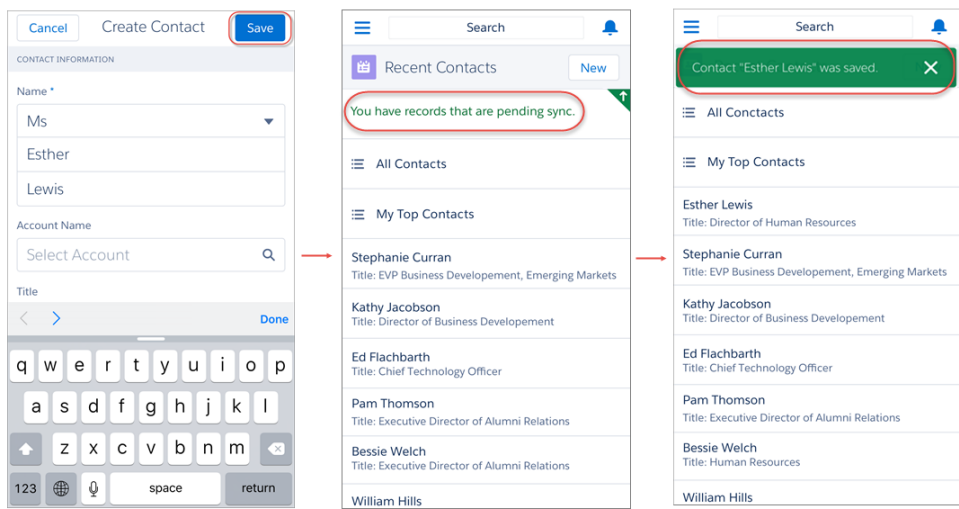 Cancel Create Contact Save
CONTACT INFORMATION
Name *
Ms
Esther
Lewis
Account Name
Select Account
Title
Done
q w e r t y u i o p
a s d f g h j k l
z x c v b n m
123 space return
Search
Recent Contacts New
You have records that are pending sync.
All Contacts
My Top Contacts
Stephanie Curran
Title: EVP Business Developement, Emerging Markets
Kathy Jacobson
Title: Director of Business Developement
Ed Flachbarth
Title: Chief Technology Officer
Pam Thomson
Title: Executive Director of Alumni Relations
Bessie Welch
Title: Executive Director of Alumni Relations
William Hills
Search
Contact "Esther Lewis" was saved.
All Conctacts
My Top Contacts
Esther Lewis
Title: Director of Human Resources
Stephanie Curran
Title: EVP Business Developement, Emerging Markets
Kathy Jacobson
Title: Director of Business Developement
Ed Flachbarth
Title: Chief Technology Officer
Pam Thomson
Title: Executive Director of Alumni Relations
Bessie Welch
Title: Human Resources
William Hills